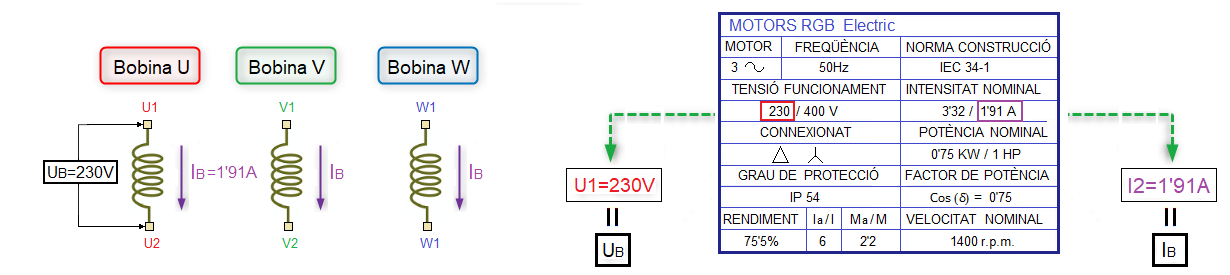 Bobina U
Bobina V
Bobina W
U1
V1
W1
UB=230V
IB=1'91A
IB
IB
U2
V2
W1
MOTORS RGB Electric
MOTOR
FREQÜÈNCIA
NORMA CONSTRUCCIÓ
3
50Hz
IEC 34-1
TENSIÓ FUNCIONAMENT
INTENSITAT NOMINAL
230 / 400 V
3'32 / 1'91 A
CONNEXIONAT
POTÈNCIA NOMINAL
0'75 KW / 1 HP
GRAU DE PROTECCIÓ
FACTOR DE POTÈNCIA
IP 54
Cos (δ) = 0'75
RENDIMENT
Ia / I
Ma / M
VELOCITAT NOMINAL
75'5%
6
2'2
1400 r.p.m.
U1=230V
=
UB
I2=1'91A
=
IB